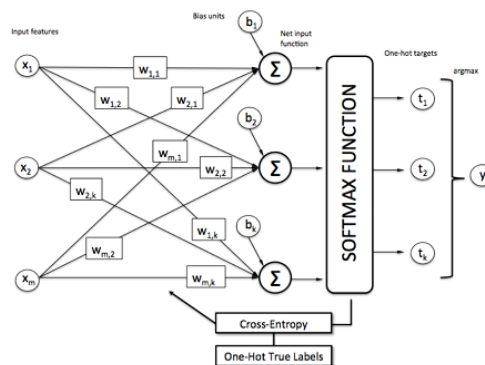 Input features
Bias units
b1
Net input
function
One-hot targets
argmax
x1
w1,1
Σ
w1,2
w2,1
t1
b2
SOFTMAX FUNCTION
wm,1
x2
w2,2
Σ
t2
y
w2,k
bk
w1,k
wm,2
tk
xm
wm,k
Σ
Cross-Entropy
One-Hot True Labels